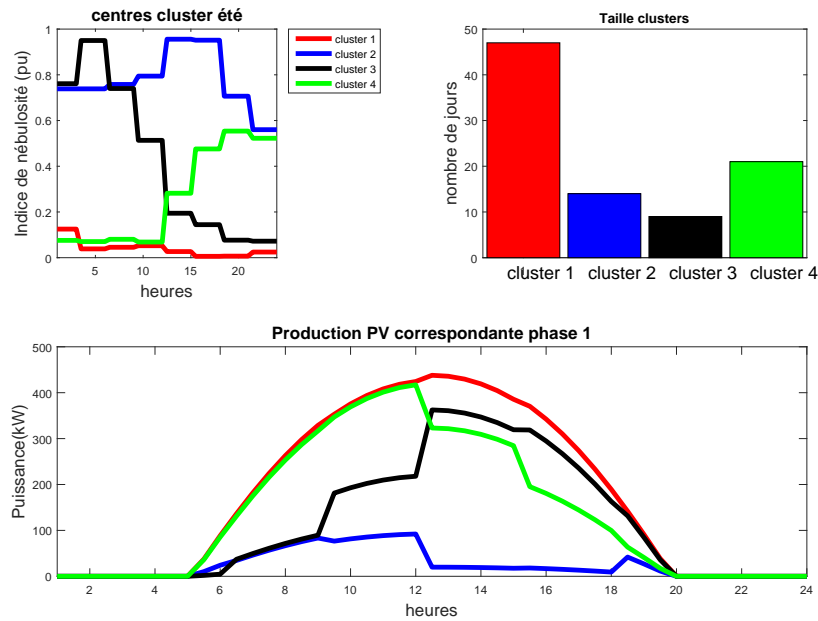 centres cluster été
Indice de nébulosité (pu)
1
0.8
0.6
0.4
0.2
0
5 10 15 20
heures
cluster 1
cluster 2
cluster 3
cluster 4
Taille clusters
nombre de jours
50
40
30
20
10
0
cluster 1 cluster 2 cluster 3 cluster 4
Production PV correspondante phase 1
Puissance(kW)
500
400
300
200
100
0
2 4 6 8 10 12 14 16 18 20 22 24
heures